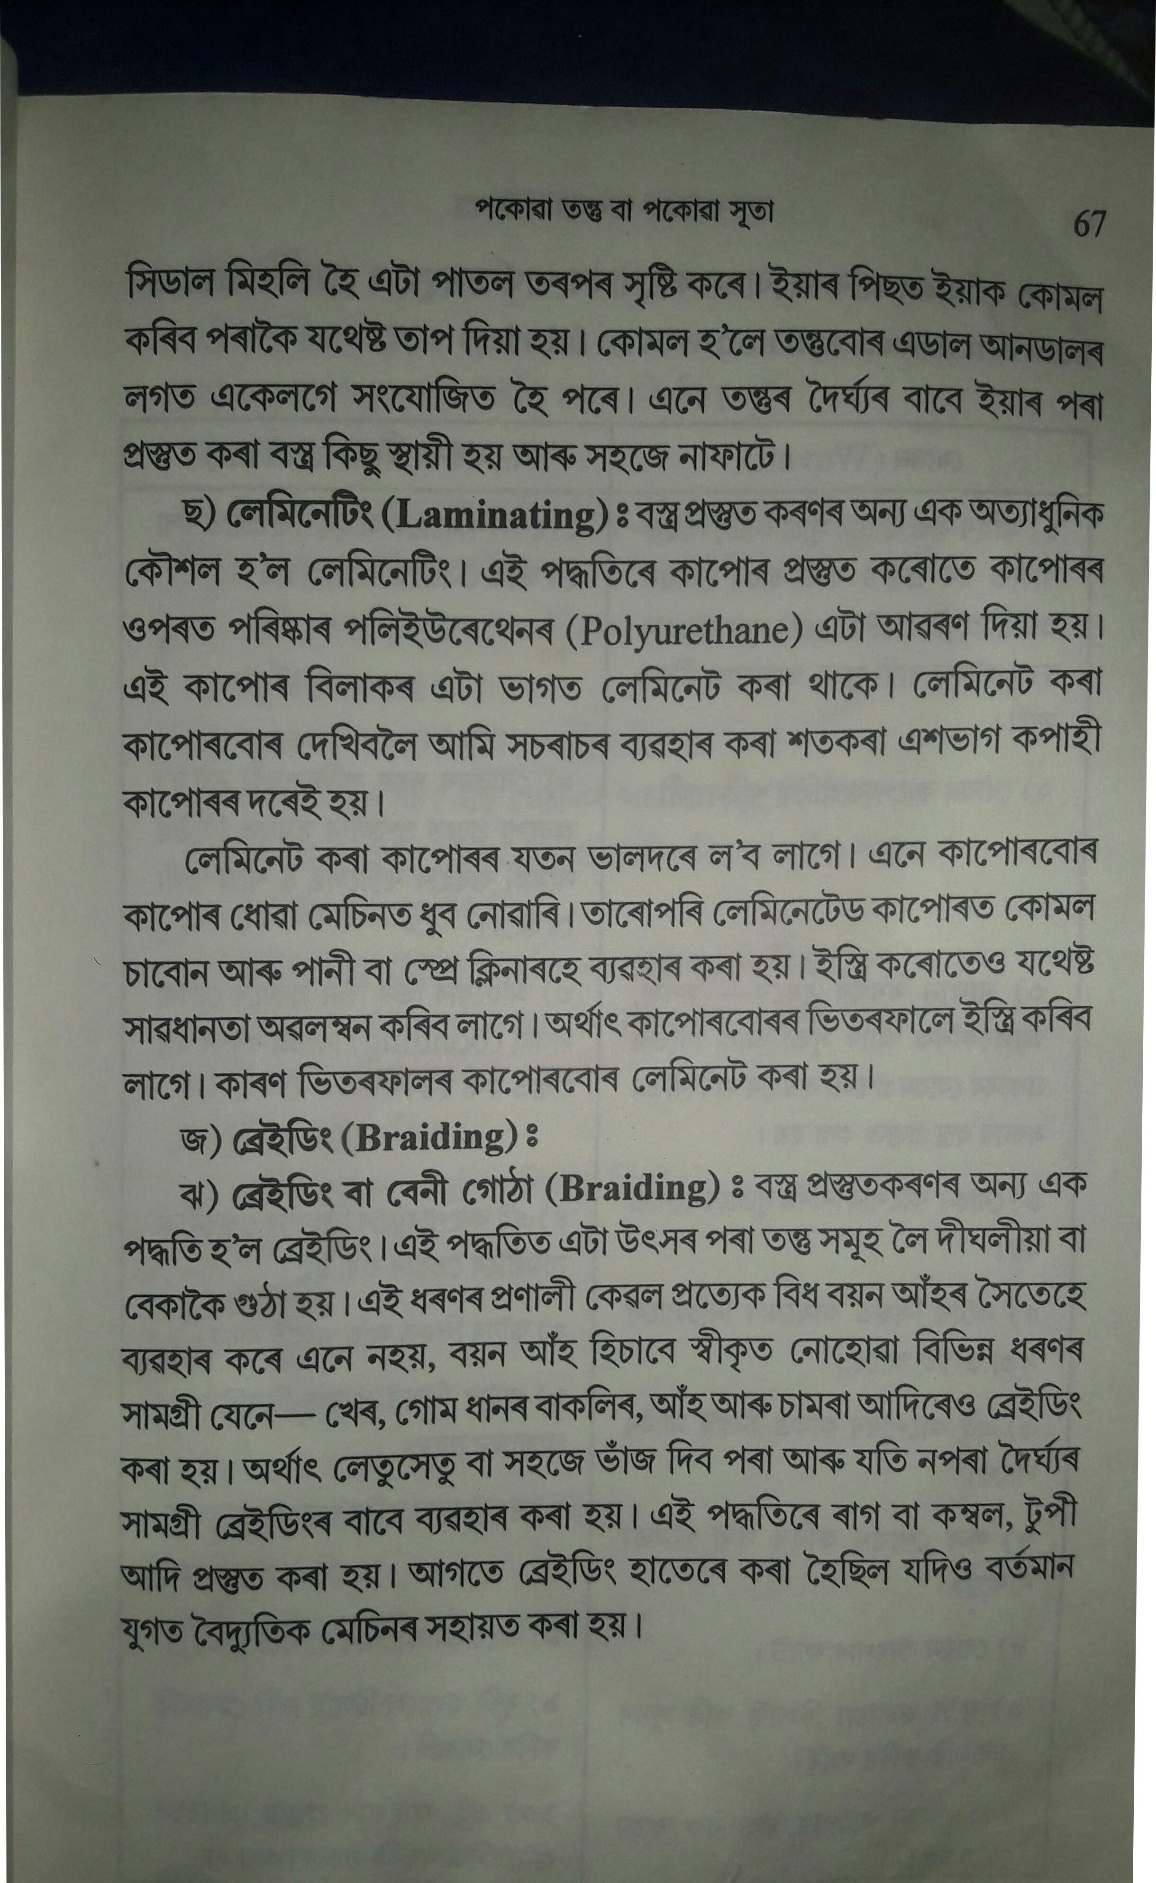 পকোৱা তন্তু বা পকোৱা সূতা
67
সিডাল মিহলি হৈ এটা পাতল তৰপৰ সৃষ্টি কৰে। ইয়াৰ পিছত ইয়াক কোমল
কৰিব পৰাকৈ যথেষ্ট তাপ দিয়া হয়। কোমল হ’লে তন্তুবোৰ এডাল আনডালৰ
লগত একেলগে সংযোজিত হৈ পৰে। এনে তন্তুৰ দৈৰ্ঘ্যৰ বাবে ইয়াৰ পৰা
প্ৰস্তুত কৰা বস্ত্ৰ কিছু স্থায়ী হয় আৰু সহজে নাফাটে।
ছ) লেমিনেটিং (Laminating) : বস্ত্ৰ প্ৰস্তুত কৰণৰ অন্য এক অত্যাধুনিক
কৌশল হ’ল লেমিনেটিং। এই পদ্ধতিৰে কাপোৰ প্ৰস্তুত কৰোতে কাপোৰৰ
ওপৰত পৰিষ্কাৰ পলিইউৰেথেনৰ (Polyurethane) এটা আৱৰণ দিয়া হয়।
এই কাপোৰ বিলাকৰ এটা ভাগত লেমিনেট কৰা থাকে। লেমিনেট কৰা
কাপোৰবোৰ দেখিবলৈ আমি সচৰাচৰ ব্যৱহাৰ কৰা শতকৰা এশভাগ কপাহী
কাপোৰৰ দৰেই হয়।
লেমিনেট কৰা কাপোৰৰ যতন ভালদৰে ল’ব লাগে। এনে কাপোৰবোৰ
কাপোৰ ধোৱা মেচিনত ধুব নোৱাৰি। তাৰোপৰি লেমিনেটেড কাপোৰত কোমল
চাবোন আৰু পানী বা স্প্ৰে ক্লিনাৰহে ব্যৱহাৰ কৰা হয়। ইস্ত্ৰি কৰোতেও যথেষ্ট
সাৱধানতা অৱলম্বন কৰিব লাগে। অৰ্থাৎ কাপোৰবোৰৰ ভিতৰফালে ইস্ত্ৰি কৰিব
লাগে। কাৰণ ভিতৰফালৰ কাপোৰবোৰ লেমিনেট কৰা হয়।
জ) ব্ৰেইডিং (Braiding) :
ঝ) ব্ৰেইডিং বা বেনী গোঠা (Braiding) : বস্ত্ৰ প্ৰস্তুতকৰণৰ অন্য এক
পদ্ধতি হ’ল ব্ৰেইডিং। এই পদ্ধতিত এটা উৎসৰ পৰা তন্তু সমূহ লৈ দীঘলীয়া বা
বেকাকৈ গুঠা হয়। এই ধৰণৰ প্ৰণালী কেৱল প্ৰত্যেক বিধ বয়ন আঁহৰ সৈতেহে
ব্যৱহাৰ কৰে এনে নহয়, বয়ন আঁহ হিচাবে স্বীকৃত নোহোৱা বিভিন্ন ধৰণৰ
সামগ্ৰী যেনে— খেৰ, গোম ধানৰ বাকলিৰ, আঁহ আৰু চামৰা আদিৰেও ব্ৰেইডিং
কৰা হয়। অৰ্থাৎ লেতুসেতু বা সহজে ভাঁজ দিব পৰা আৰু যতি নপৰা দৈৰ্ঘ্যৰ
সামগ্ৰী ব্ৰেইডিংৰ বাবে ব্যৱহাৰ কৰা হয়। এই পদ্ধতিৰে ৰাগ বা কম্বল, টুপী
আদি প্ৰস্তুত কৰা হয়। আগতে ব্ৰেইডিং হাতেৰে কৰা হৈছিল যদিও বৰ্তমান
যুগত বৈদ্যুতিক মেচিনৰ সহায়ত কৰা হয়।